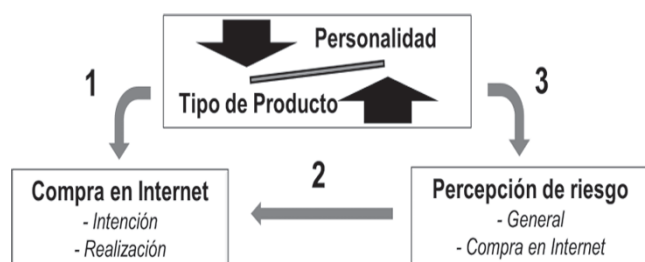 Personalidad
1
3
Tipo de Producto
2
Compra en Internet
- Intención
- Realización
Percepción de riesgo
- General
- Compra en Internet